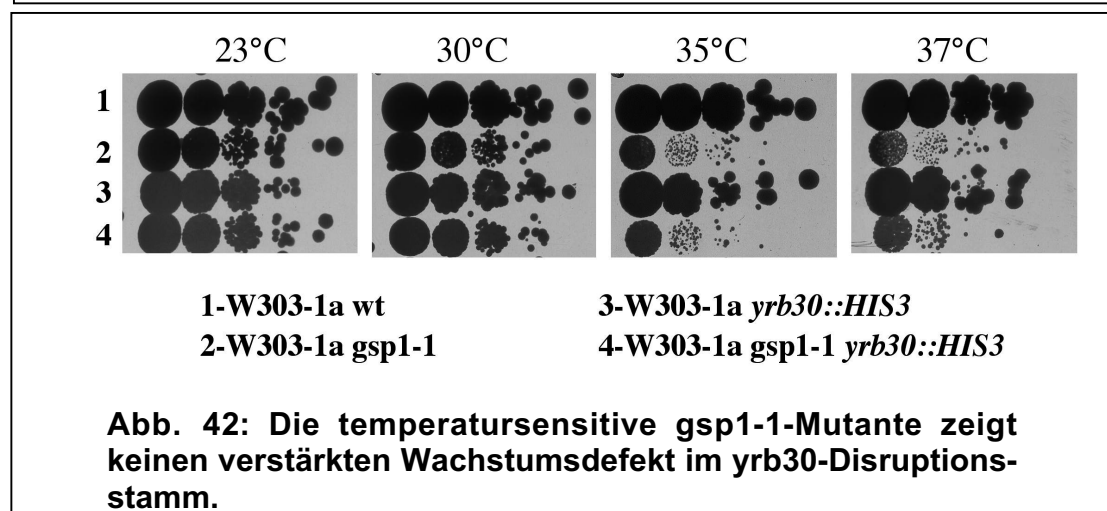 23°C 30°C 35°C 37°C
1
2
3
4
1-W303-1a wt 3-W303-1a yrb30::HIS3
2-W303-1a gsp1-1 4-W303-1a gsp1-1 yrb30::HIS3
Abb. 42: Die temperatursensitive gsp1-1-Mutante zeigt
keinen verstärkten Wachstumsdefekt im yrb30-Disruptions-
stamm.